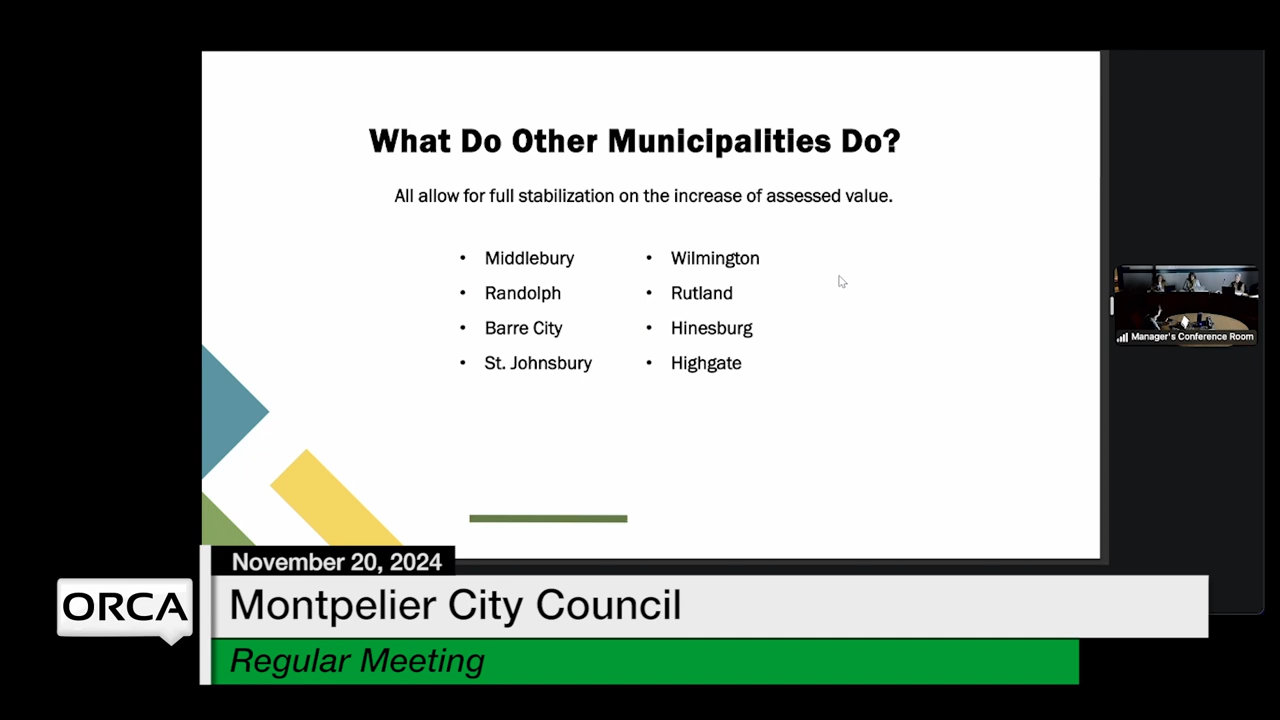 What Do Other Municipalities Do?
All allow for full stabilization on the increase of assessed value.
• Middlebury
• Randolph
• Barre City
• St. Johnsbury
• Wilmington
• Rutland
• Hinesburg
• Highgate
Manager's Conference Room
November 20, 2024
ORCA
Montpelier City Council
Regular Meeting